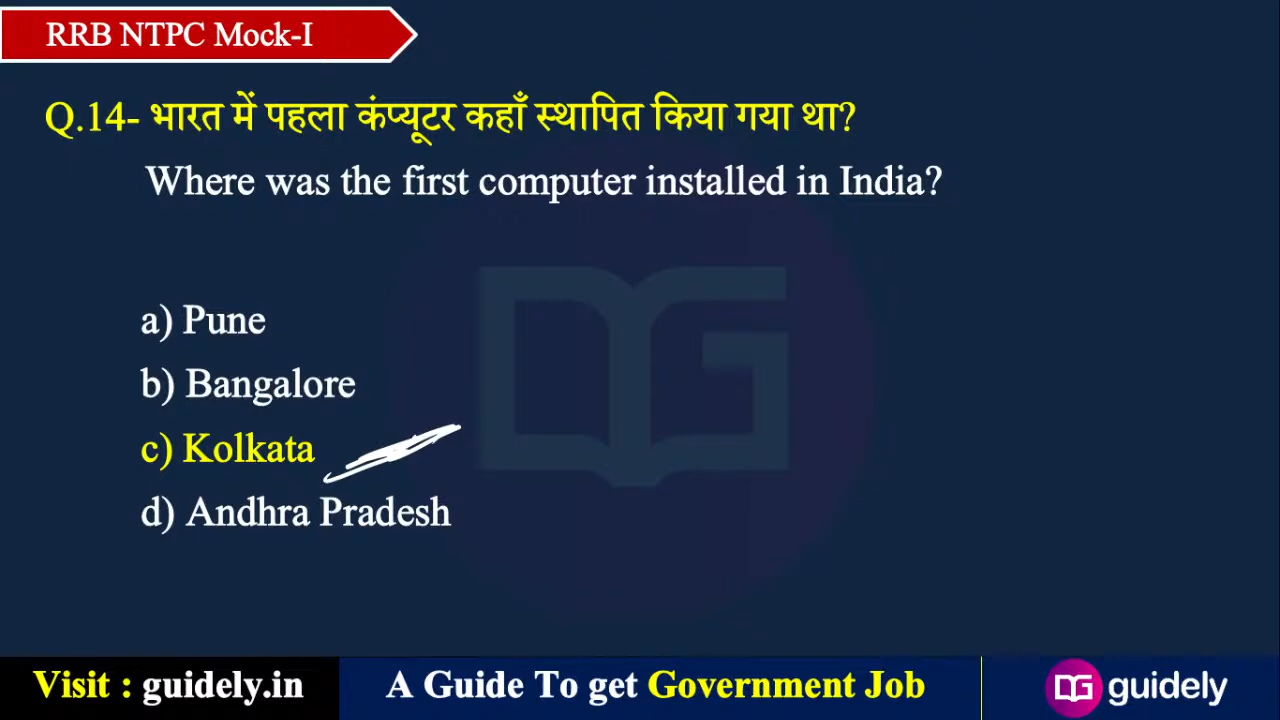 RRB NTPC Mock-I
Q.14- भारत में पहला कंप्यूटर कहाँ स्थापित किया गया था?
Where was the first computer installed in India?
a) Pune
b) Bangalore
c) Kolkata
d) Andhra Pradesh
Visit : guidely.in
A Guide To get Government Job
guidely